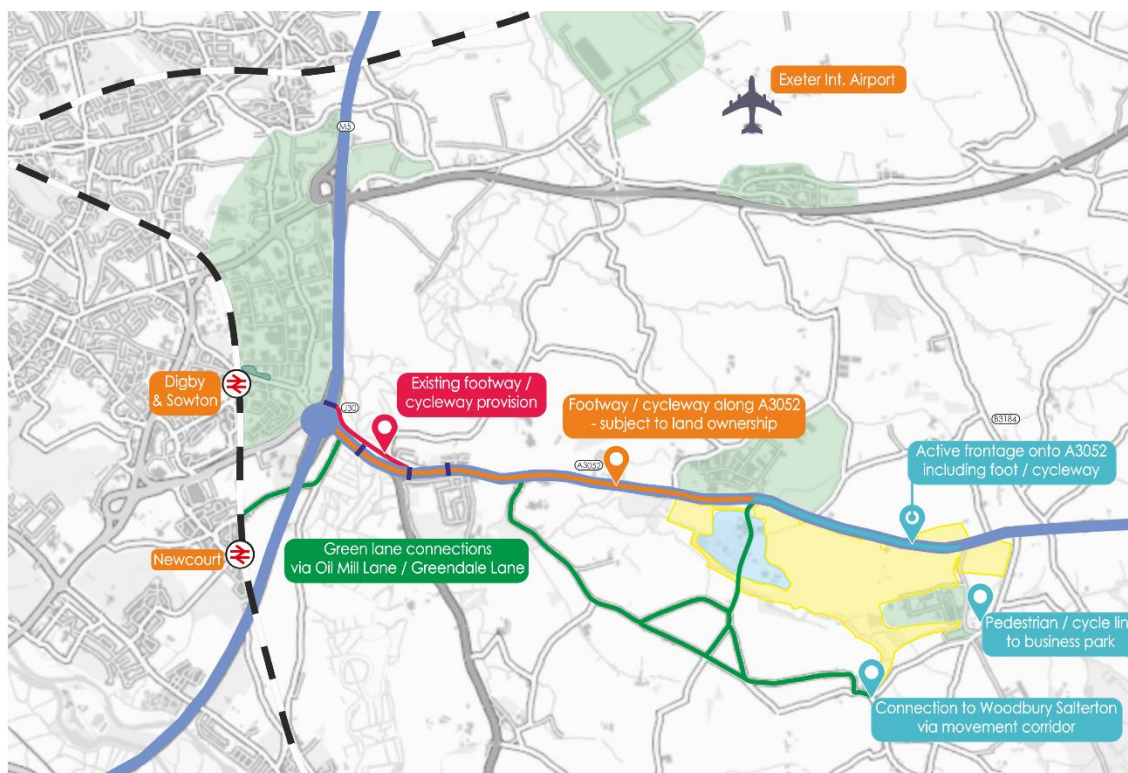 Exeter Int. Airport
M5
Digby
& Sowton
Existing footway /
cycleway provision
J30
Footway / cycleway along A3052
- subject to land ownership
A3052
B3184
Active frontage onto A3052
including foot / cycleway
Newcourt
Green lane connections
via Oil Mill Lane / Greendale Lane
Pedestrian / cycle lin
to business park
Connection to Woodbury Salterton
via movement corridor